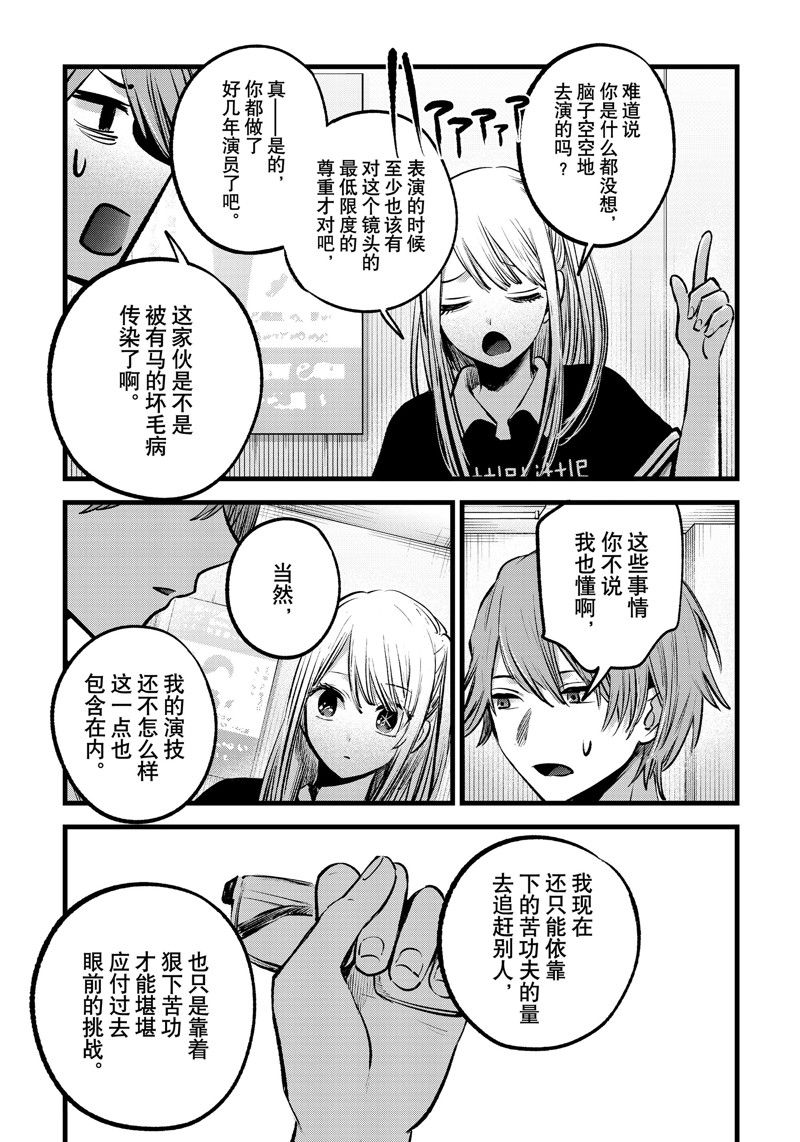 难道说
你是什么都没想，
脑子空空地
去演的吗？
？？？？
表演的时候
至少也该有
对这个镜头的
最低限度的
尊重才对吧，
真——是的，
你都做了
好几年演员了吧。
这家伙是不是
被有马的坏毛病
传染了啊。
这些事情
你不说
我也懂啊，
当然，
我的演技
还不怎么样
这一点也
包含在内。
我现在
还只能依靠
下的苦功夫的量
去追赶别人，
也只是靠着
狠下苦功
才能堪堪
应付过去
眼前的挑战。